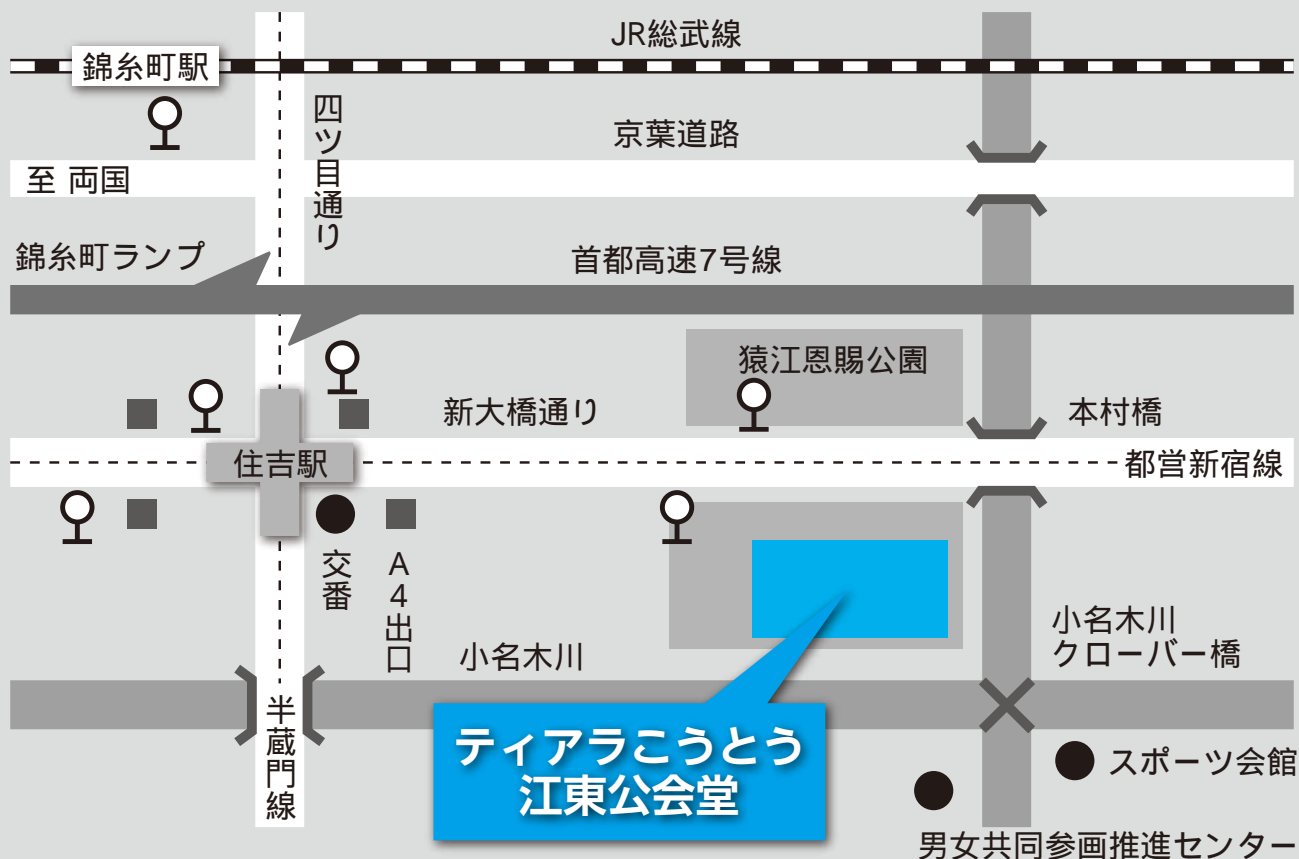 JR総武線
錦糸町駅
四ツ目通り
京葉道路
至 両国
錦糸町ランプ
首都高速7号線
猿江恩賜公園
新大橋通り
本村橋
住吉駅
都営新宿線
交番
A4出口
小名木川
小名木川
クローバー橋
半蔵門線
ティアラこうとう
江東公会堂
スポーツ会館
男女共同参画推進センター